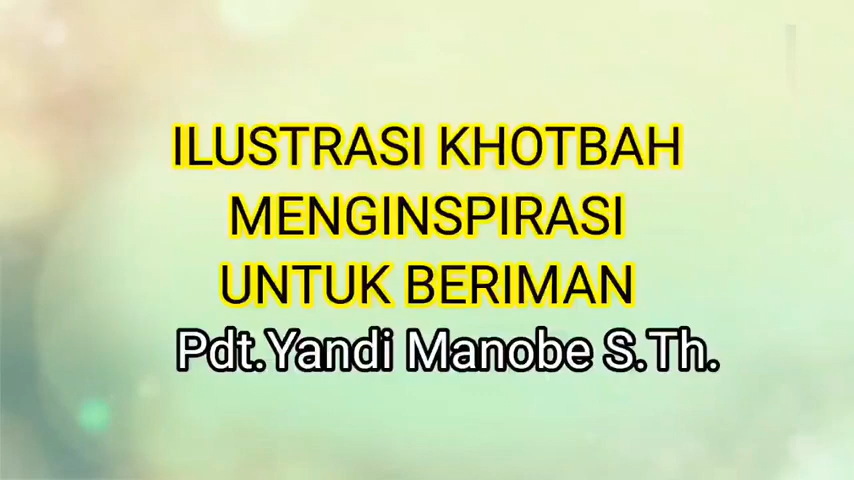 ILUSTRASI KHOTBAH
MENGINSPIRASI
UNTUK BERIMAN
Pdt.Yandi Manobe S.Th.